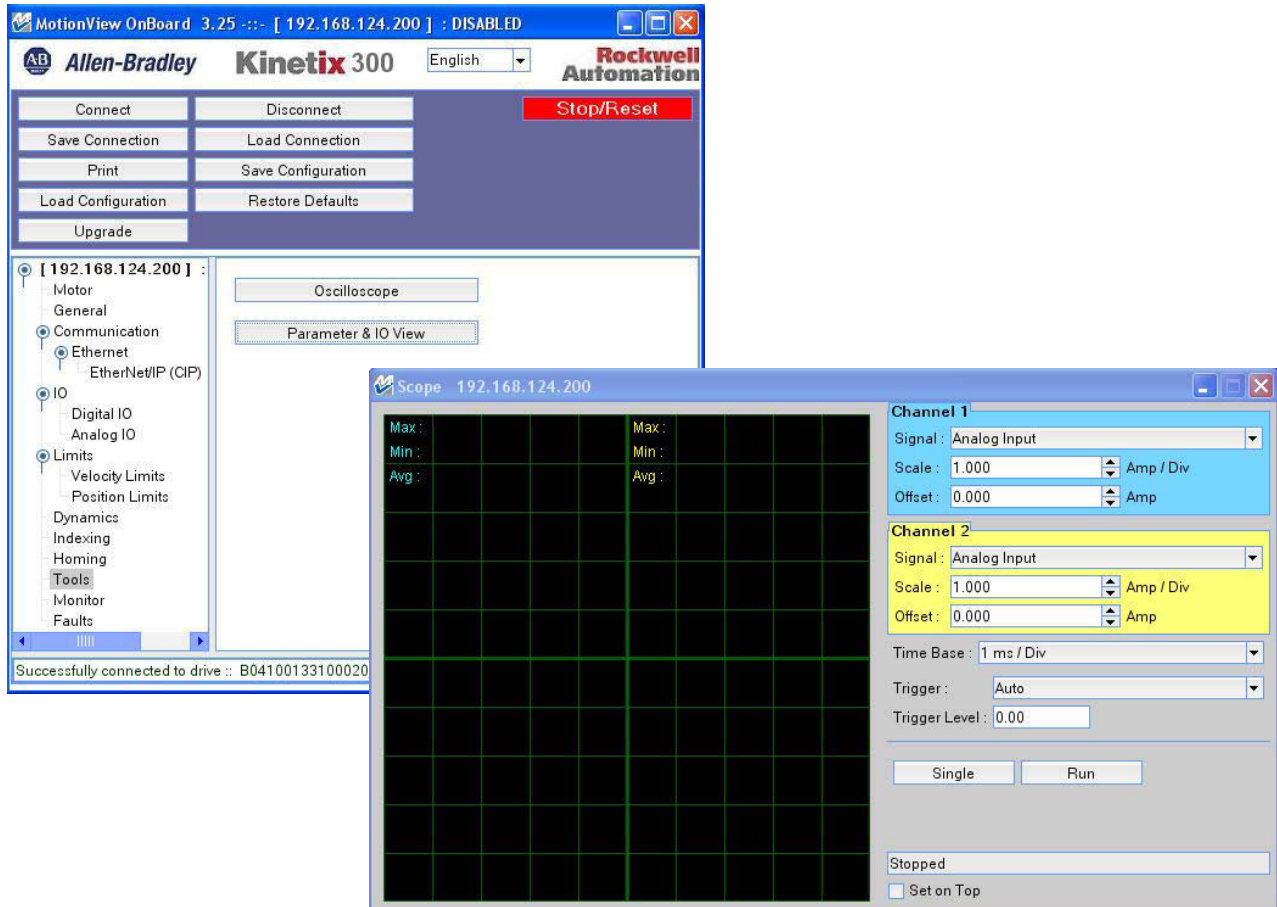 MotionView OnBoard 3.25 -::- [ 192.168.124.200 ] : DISABLED
AB Allen-Bradley Kinetix 300 English Rockwell Automation
Connect Disconnect Stop/Reset
Save Connection Load Connection
Print Save Configuration
Load Configuration Restore Defaults
Upgrade
[ 192.168.124.200 ] :
Motor
General
Communication
Ethernet
EtherNet/IP (CIP)
IO
Digital IO
Analog IO
Limits
Velocity Limits
Position Limits
Dynamics
Indexing
Homing
Tools
Monitor
Faults
Oscilloscope
Parameter & IO View
Successfully connected to drive :: B04100133100020
Scope 192.168.124.200
Max : Max :
Min : Min :
Avg : Avg :
Channel 1
Signal : Analog Input
Scale : 1.000 Amp / Div
Offset : 0.000 Amp
Channel 2
Signal : Analog Input
Scale : 1.000 Amp / Div
Offset : 0.000 Amp
Time Base : 1 ms / Div
Trigger : Auto
Trigger Level : 0.00
Single Run
Stopped
Set on Top